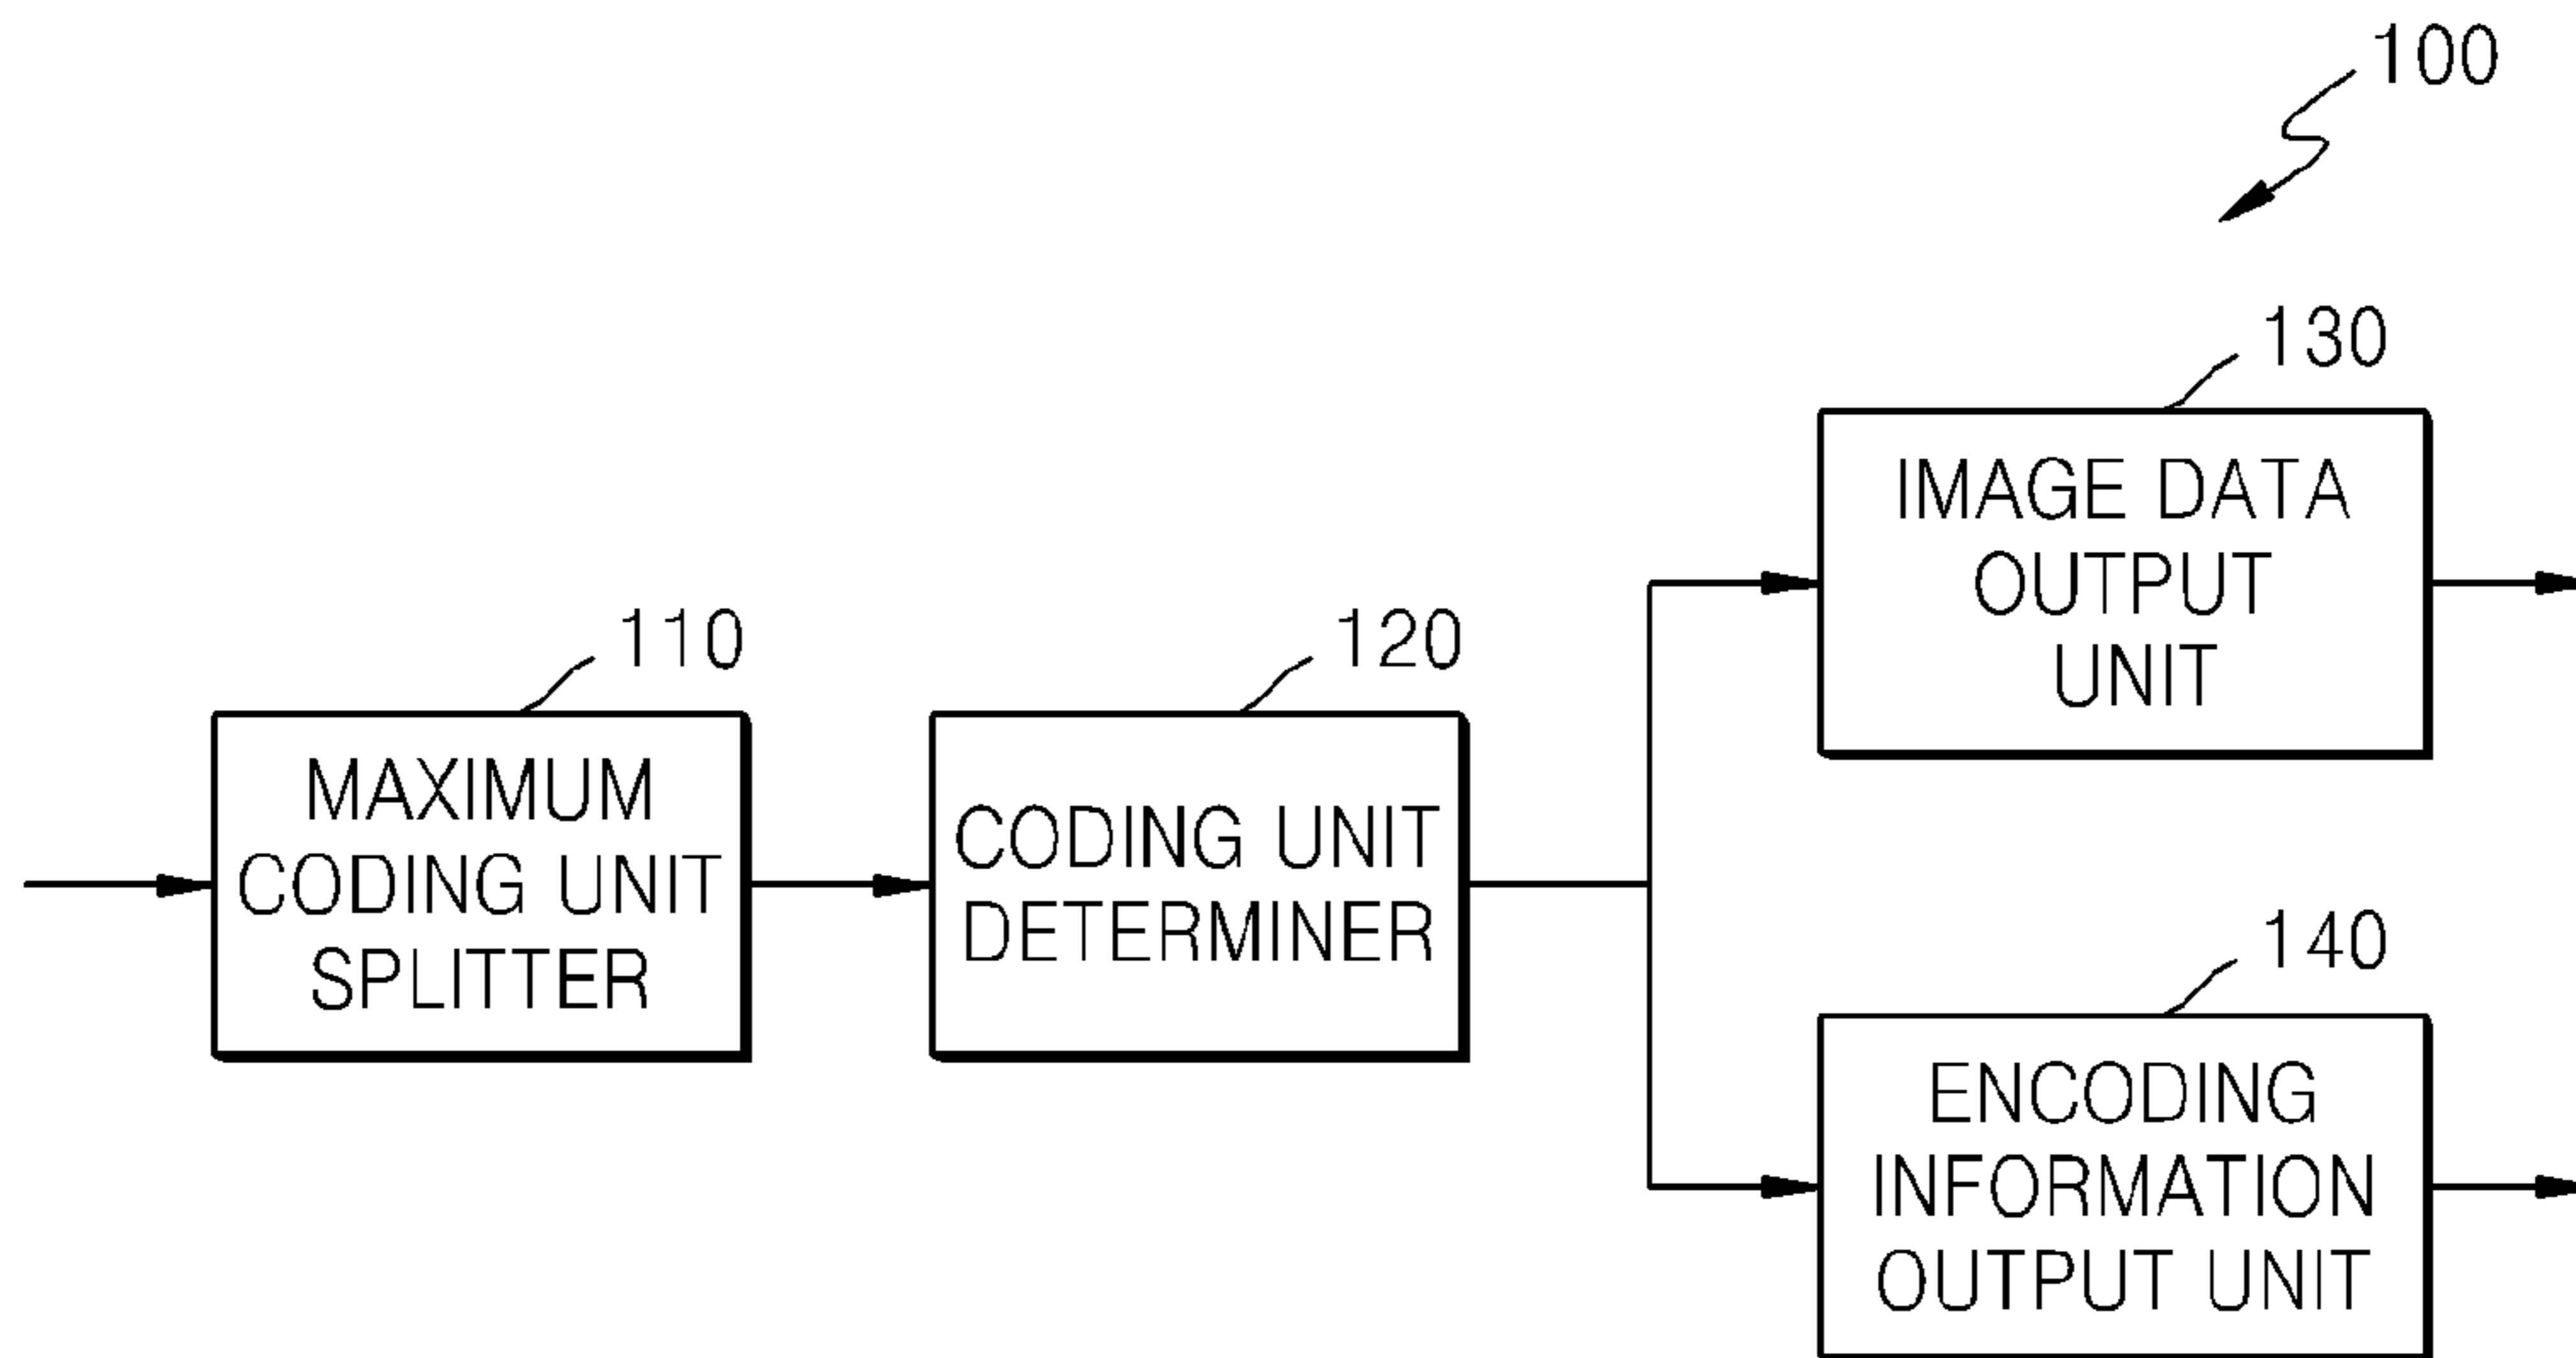 100
130
IMAGE DATA
OUTPUT
UNIT
110
MAXIMUM
CODING UNIT
SPLITTER
120
CODING UNIT
DETERMINER
140
ENCODING
INFORMATION
OUTPUT UNIT